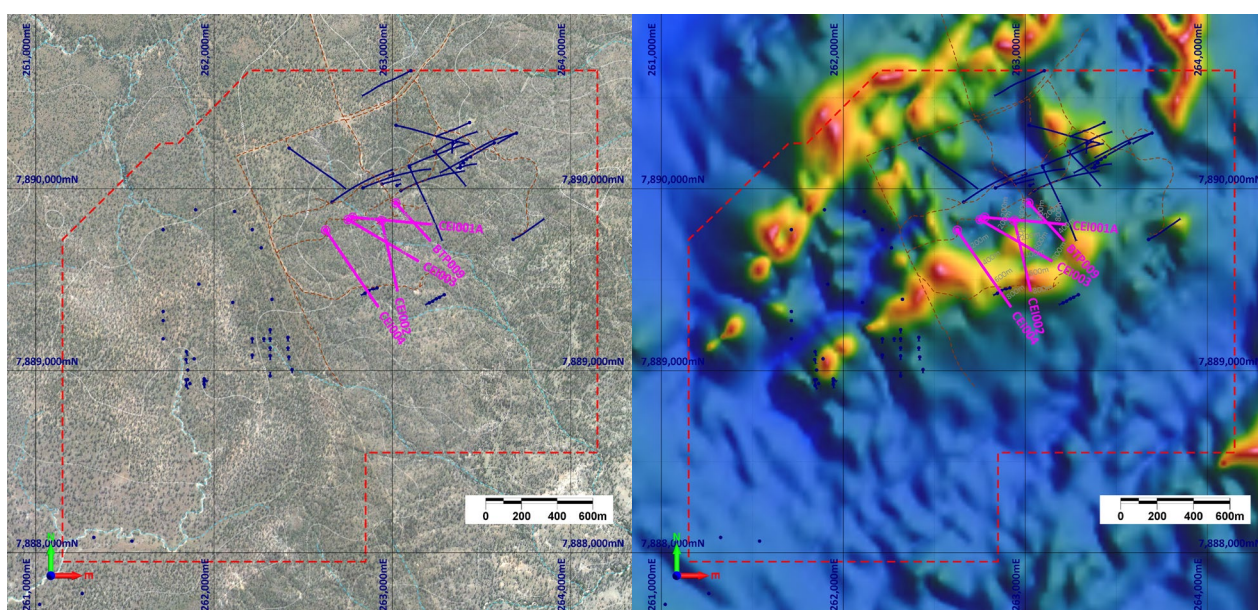 261,000mE
262,000mE
263,000mE
264,000mE
7,890,000mN
7,890,000mN
CEI001A
BTP009
CEI003
CEI002
CEI004
7,889,000mN
7,889,000mN
0 200 400 600m
7,888,000mN
7,888,000mN
N
E
261,000mE
262,000mE
263,000mE
264,000mE
261,000mE
262,000mE
263,000mE
264,000mE
7,890,000mN
7,890,000mN
CEI001A
BTP009
CEI003
CEI002
CEI004
7,889,000mN
7,889,000mN
0 200 400 600m
7,888,000mN
7,888,000mN
N
E
261,000mE
262,000mE
263,000mE
264,000mE